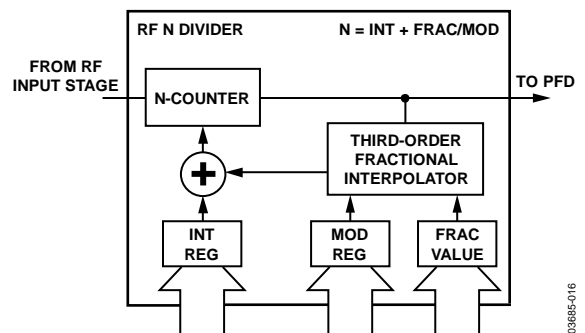 RF N DIVIDER
N = INT + FRAC/MOD
FROM RF
INPUT STAGE
TO PFD
N-COUNTER
THIRD-ORDER
FRACTIONAL
INTERPOLATOR
+
INT
REG
MOD
REG
FRAC
VALUE
03685-016